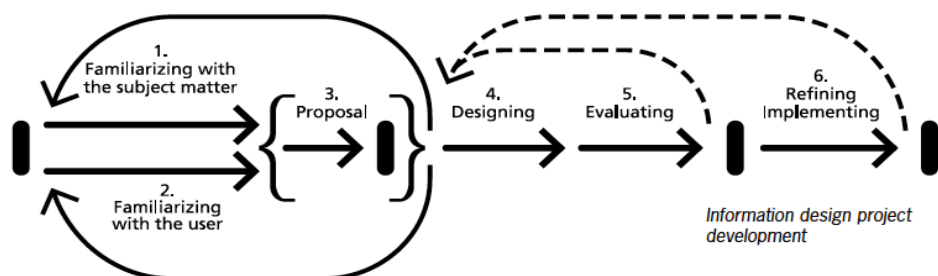 1.
Familiarizing with
the subject matter
2.
Familiarizing
with the user
3.
Proposal
4.
Designing
5.
Evaluating
6.
Refining
Implementing
Information design project
development